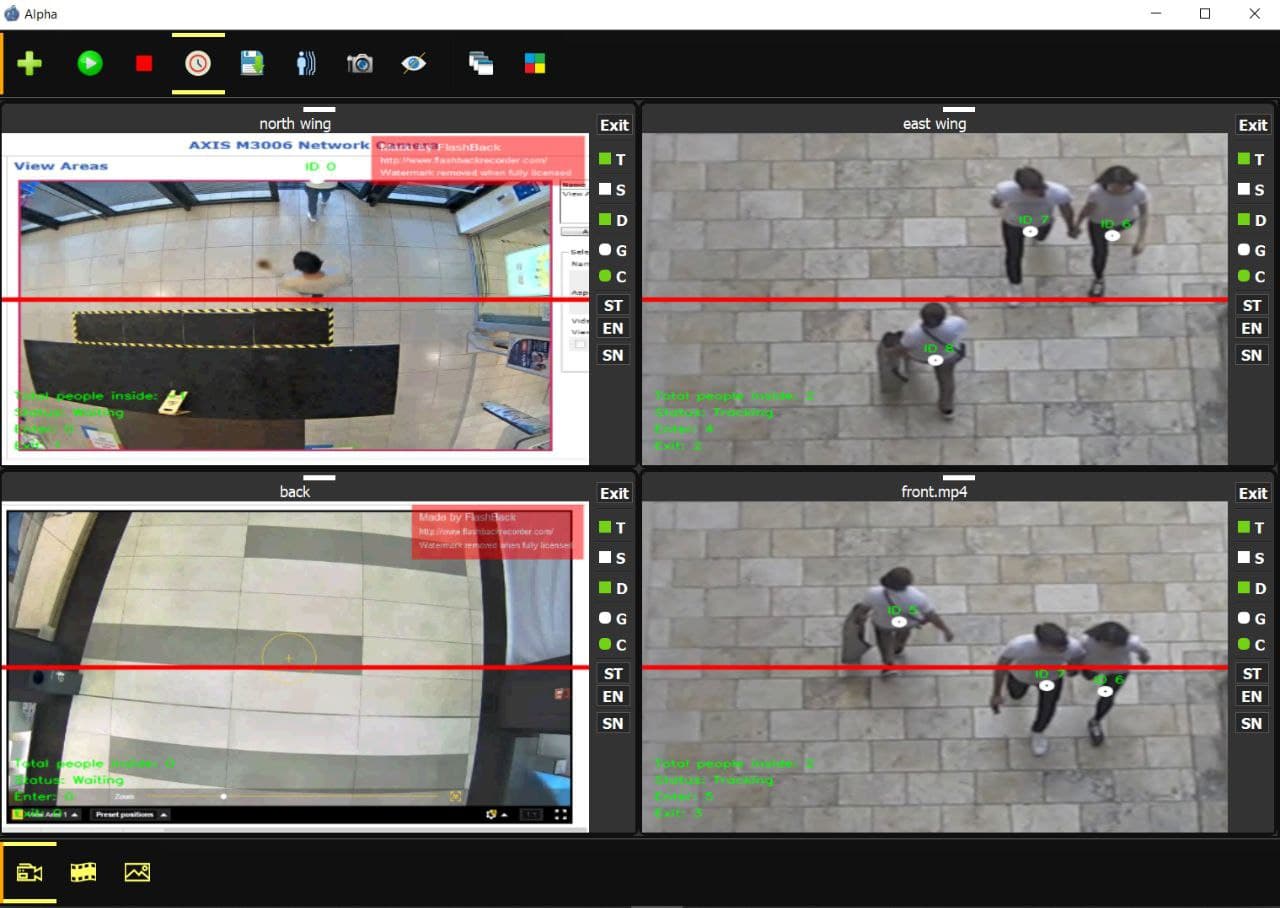 Alpha
north wing
Exit
AXIS M3006 Network Camera
Made by FlashBack
http://www.flashbackrecorder.com/
Watermark removed when fully licensed
View Areas
ID 0
T
S
D
G
C
ST
EN
SN
Total people inside:
Status: Waiting
east wing
Exit
ID 7
ID 6
ID 8
T
S
D
G
C
ST
EN
SN
Total people inside: 2
Status: Tracking
Enter: 4
Exit: 2
back
Exit
Made by FlashBack
http://www.flashbackrecorder.com/
Watermark removed when fully licensed
T
S
D
G
C
ST
EN
SN
Total people inside: 0
Status: Waiting
Enter: 0
Zoom
View Area 1
Preset positions
front.mp4
Exit
ID 5
ID 7
ID 6
T
S
D
G
C
ST
EN
SN
Total people inside: 2
Status: Tracking
Enter: 5
Exit: 3